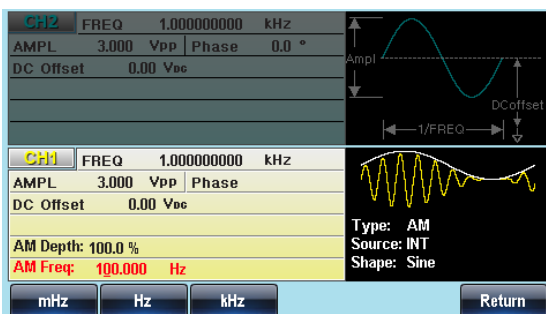 CH2 FREQ 1.000000000 kHz
AMPL 3.000 Vpp Phase 0.0 °
DC Offset 0.00 VDC
Ampl
DCoffset
1/FREQ
CH1 FREQ 1.000000000 kHz
AMPL 3.000 Vpp Phase
DC Offset 0.00 VDC
AM Depth: 100.0 %
AM Freq: 100.000 Hz
Type: AM
Source: INT
Shape: Sine
mHz Hz kHz Return